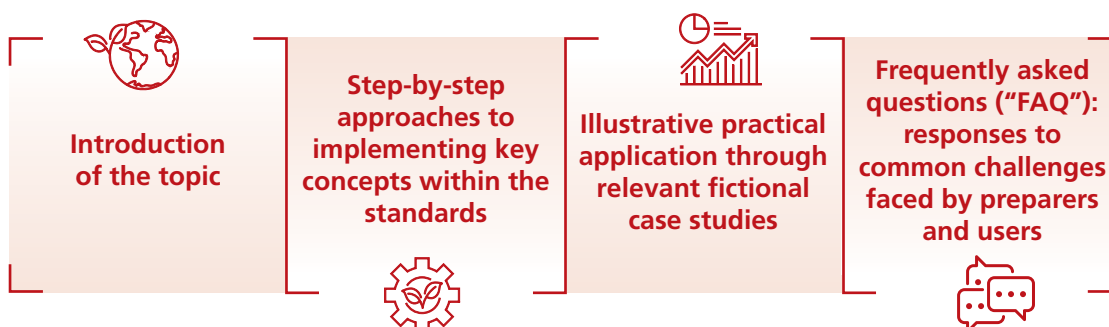 Introduction
of the topic
Step-by-step
approaches to
implementing key
concepts within the
standards
Illustrative practical
application through
relevant fictional
case studies
Frequently asked
questions (“FAQ”):
responses to
common challenges
faced by preparers
and users